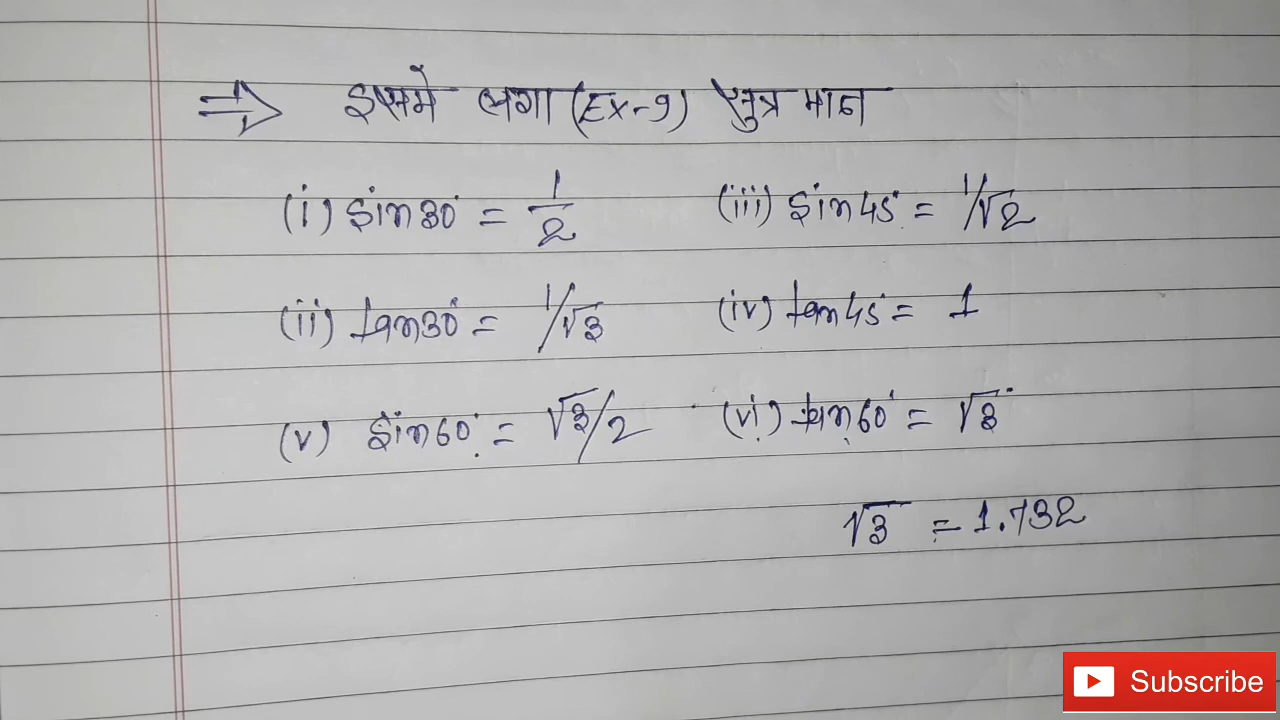 ⇒ इसमें लगा (Ex-9) सुत्र मान
(i) sin30° = 1/2 (iii) sin45° = 1/√2
(ii) tan30° = 1/√3 (iv) tan45° = 1
(v) sin60° = √3/2 (vi) tan60° = √3
√3 = 1.732
Subscribe